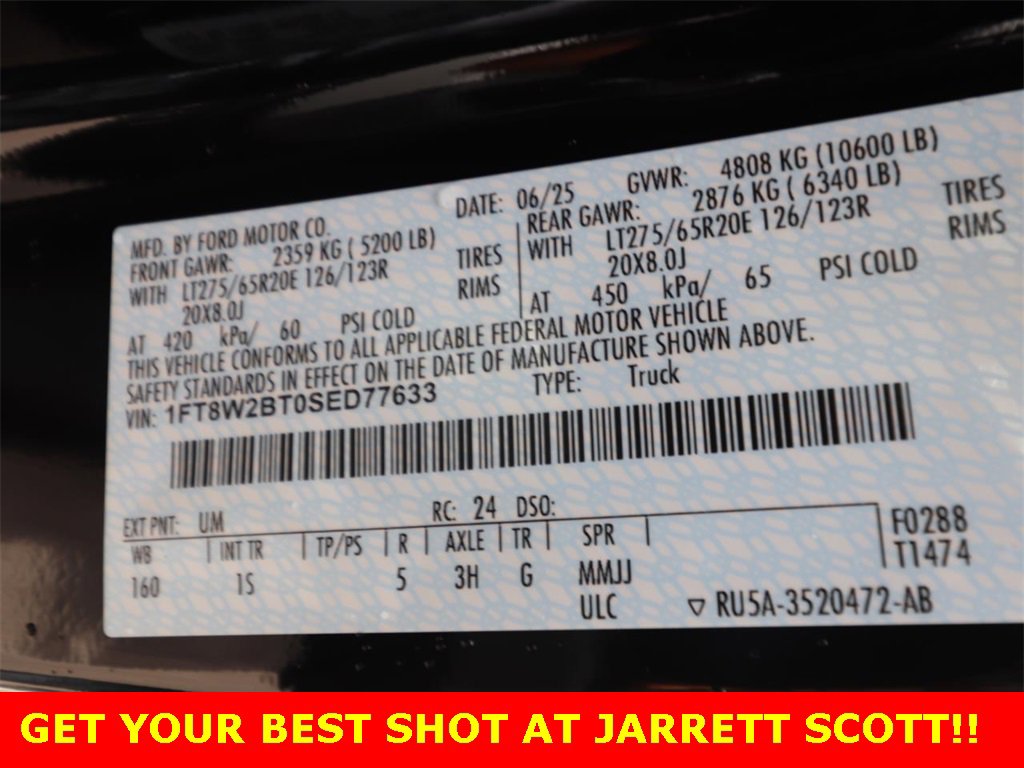 MFD. BY FORD MOTOR CO. DATE: 06/25 GVWR: 4808 KG (10600 LB)
FRONT GAWR: 2359 KG ( 5200 LB) REAR GAWR: 2876 KG ( 6340 LB)
WITH LT275/65R20E 126/123R TIRES WITH LT275/65R20E 126/123R TIRES
20X8.0J RIMS 20X8.0J RIMS
AT 420 kPa/ 60 PSI COLD AT 450 kPa/ 65 PSI COLD
THIS VEHICLE CONFORMS TO ALL APPLICABLE FEDERAL MOTOR VEHICLE
SAFETY STANDARDS IN EFFECT ON THE DATE OF MANUFACTURE SHOWN ABOVE.
VIN: 1FT8W2BT0SED77633 TYPE: Truck
EXT PNT: UM RC: 24 DSO:
WB INT TR TP/PS R AXLE TR SPR F0288
160 1S 5 3H G MMJJ T1474
ULC ▽ RU5A-3520472-AB
GET YOUR BEST SHOT AT JARRETT SCOTT!!